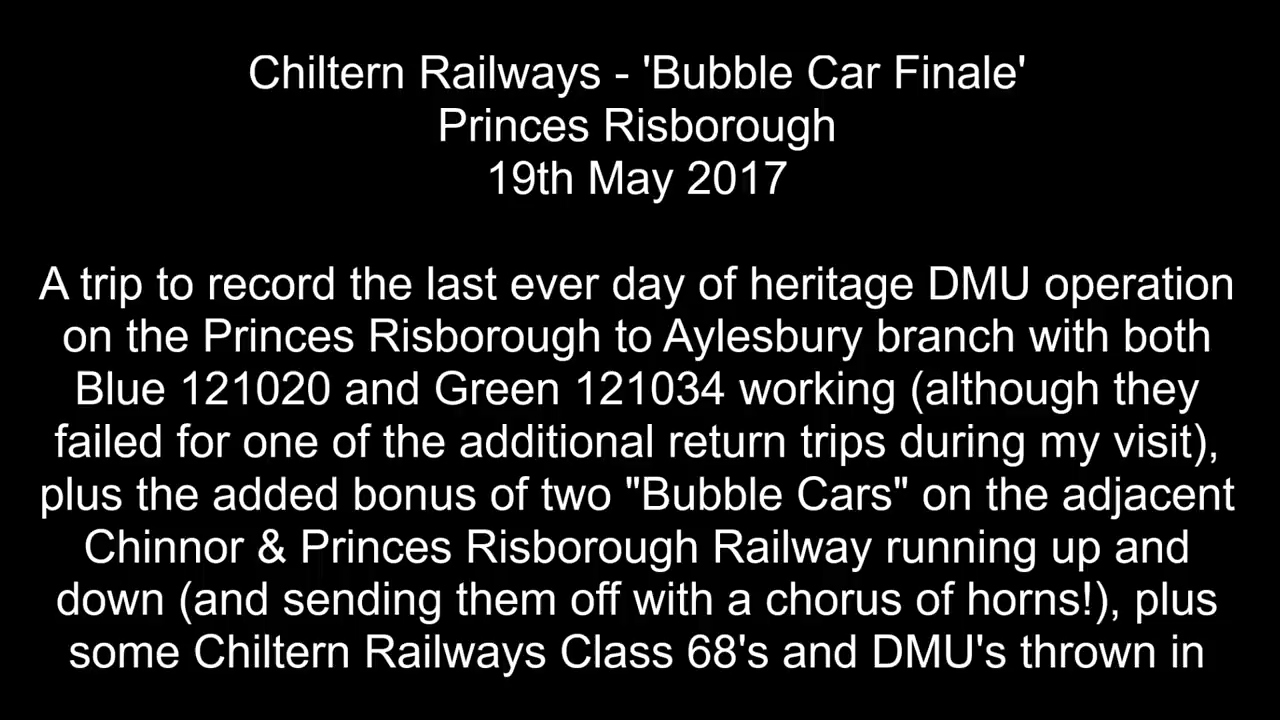 Chiltern Railways - 'Bubble Car Finale'
Princes Risborough
19th May 2017
A trip to record the last ever day of heritage DMU operation
on the Princes Risborough to Aylesbury branch with both
Blue 121020 and Green 121034 working (although they
failed for one of the additional return trips during my visit),
plus the added bonus of two "Bubble Cars" on the adjacent
Chinnor & Princes Risborough Railway running up and
down (and sending them off with a chorus of horns!), plus
some Chiltern Railways Class 68's and DMU's thrown in